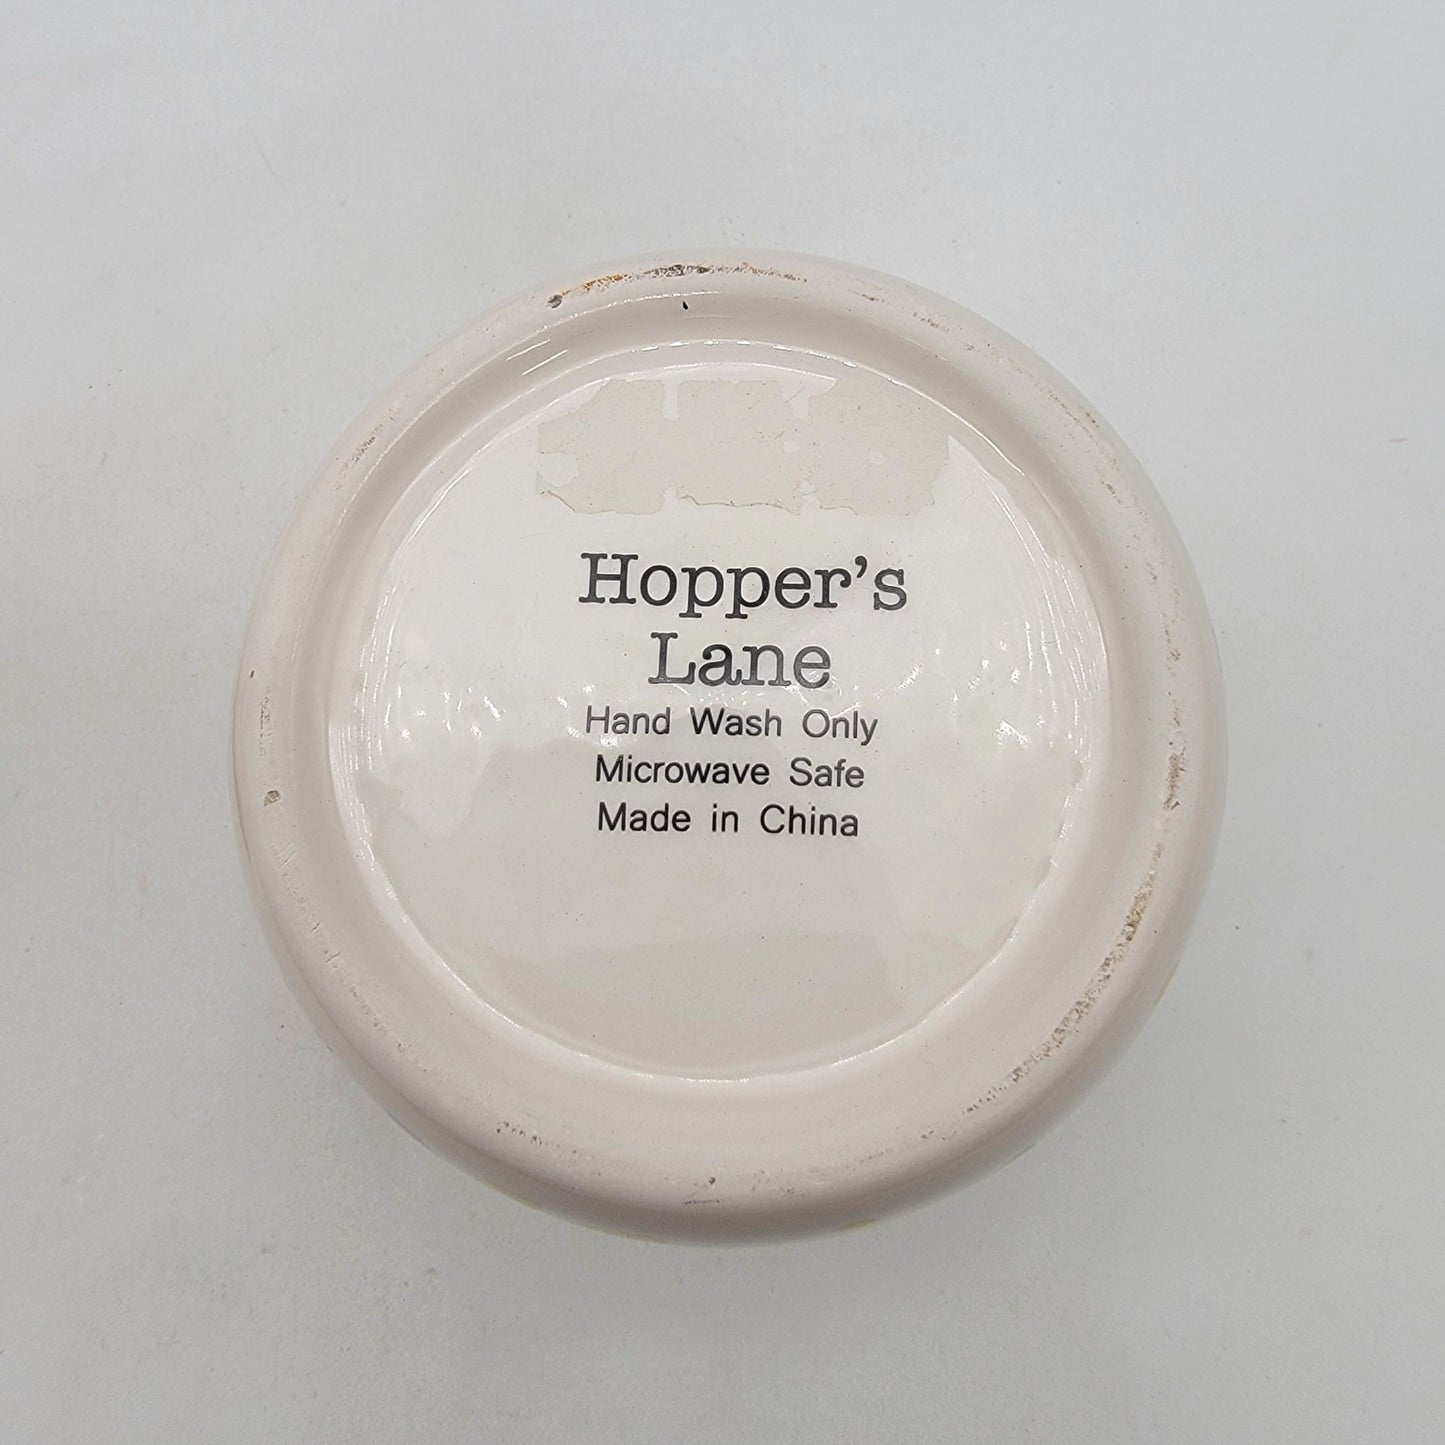 Hopper’s
Lane
Hand Wash Only
Microwave Safe
Made in China